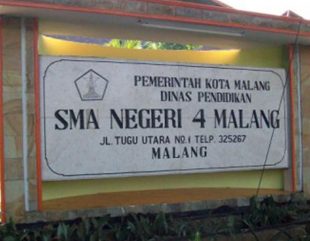 PEMERINTAH KOTA MALANG
DINAS PENDIDIKAN
SMA NEGERI 4 MALANG
JL. TUGU UTARA NO. 1 TELP. 325267
MALANG